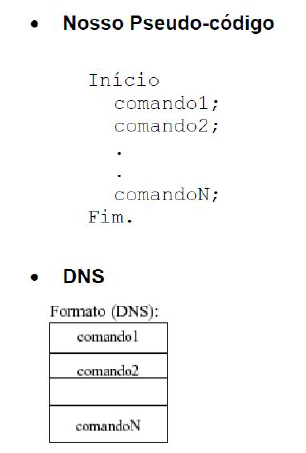 • Nosso Pseudo-código
Início
comando1;
comando2;
.
.
comandoN;
Fim.
• DNS
Formato (DNS):
comando1
comando2
comandoN